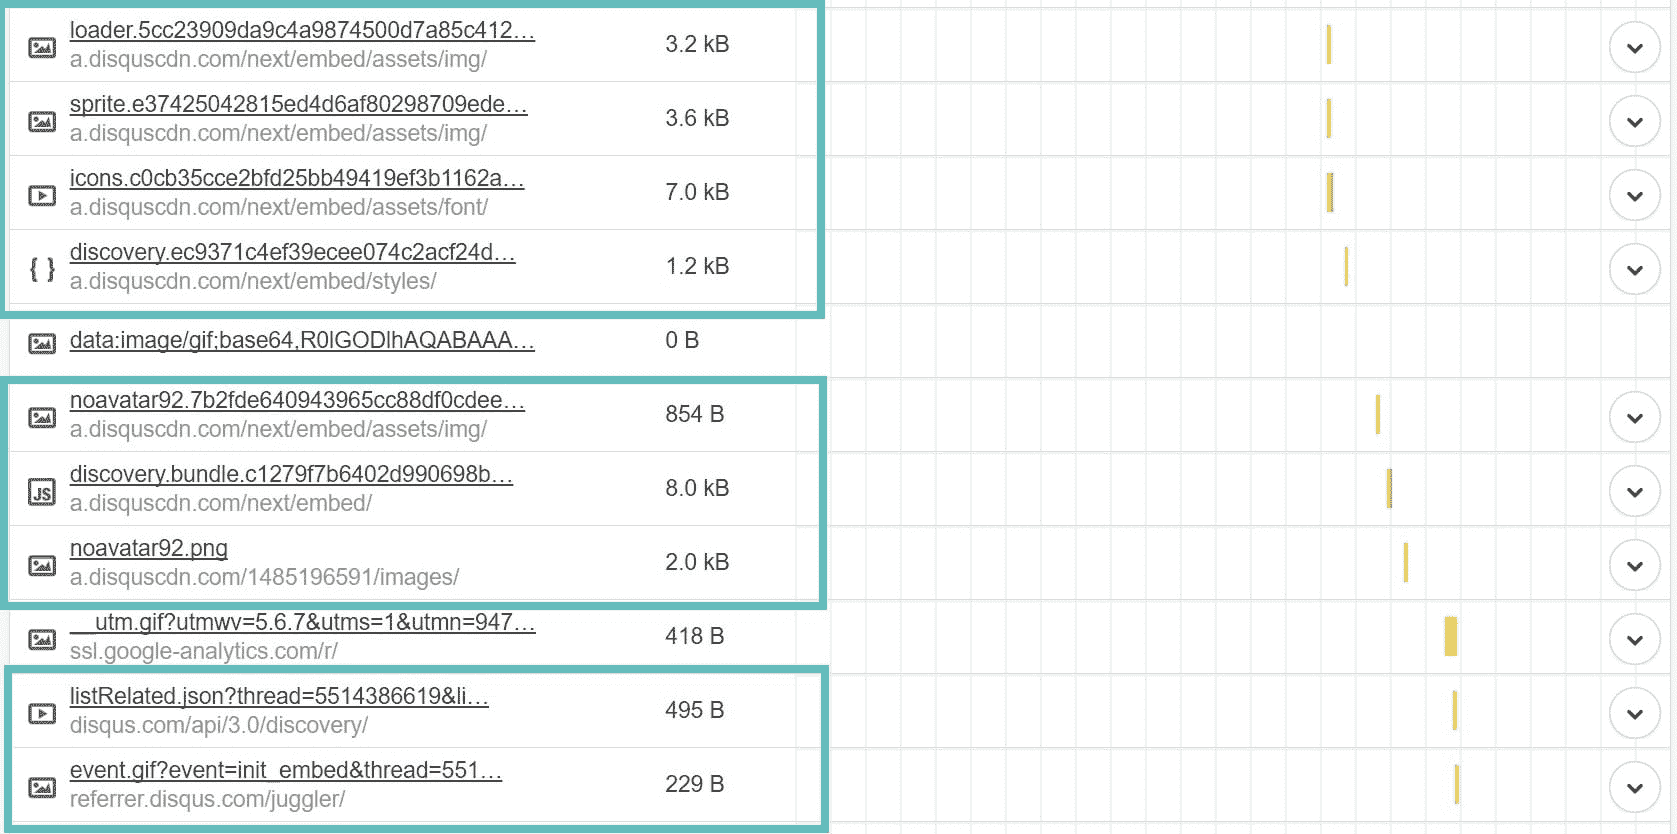 loader.5cc23909da9c4a9874500d7a85c412…
3.2 kB
a.disquscdn.com/next/embed/assets/img/
sprite.e37425042815ed4d6af80298709ede…
3.6 kB
a.disquscdn.com/next/embed/assets/img/
icons.c0cb35cce2bfd25bb49419ef3b1162a…
7.0 kB
a.disquscdn.com/next/embed/assets/font/
{ }
discovery.ec9371c4ef39ecee074c2acf24d…
1.2 kB
a.disquscdn.com/next/embed/styles/
data:image/gif;base64,R0lGODlhAQABAAA…
0 B
noavatar92.7b2fde640943965cc88df0cdee…
854 B
a.disquscdn.com/next/embed/assets/img/
JS
discovery.bundle.c1279f7b6402d990698b…
8.0 kB
a.disquscdn.com/next/embed/
noavatar92.png
2.0 kB
a.disquscdn.com/1485196591/images/
__utm.gif?utmwv=5.6.7&utms=1&utmn=947…
418 B
ssl.google-analytics.com/r/
listRelated.json?thread=5514386619&li…
495 B
disqus.com/api/3.0/discovery/
event.gif?event=init_embed&thread=551…
229 B
referrer.disqus.com/juggler/